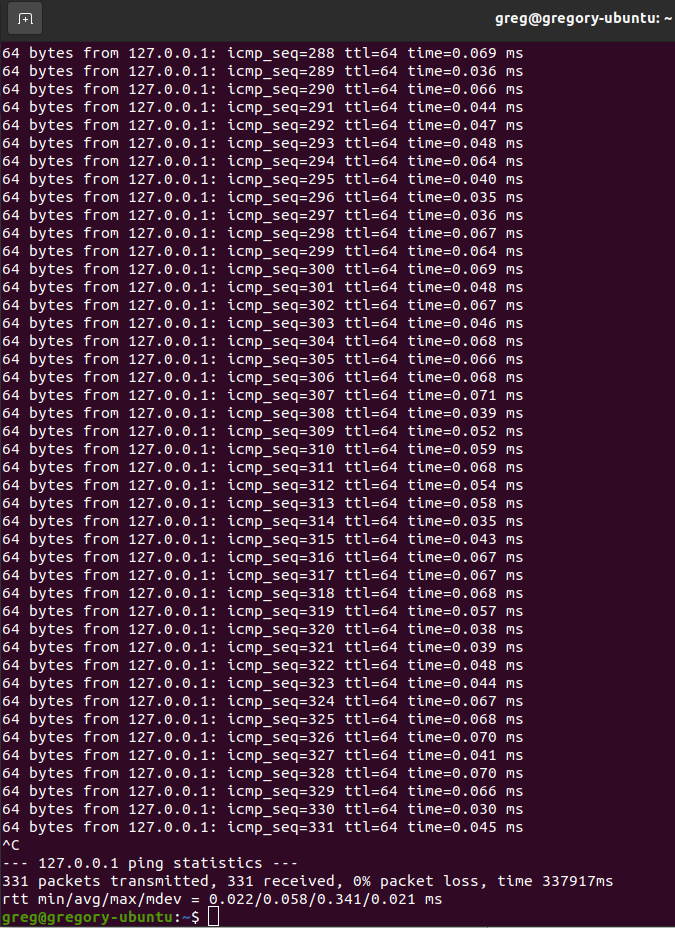 greg@gregory-ubuntu: ~
64 bytes from 127.0.0.1: icmp_seq=288 ttl=64 time=0.069 ms
64 bytes from 127.0.0.1: icmp_seq=289 ttl=64 time=0.036 ms
64 bytes from 127.0.0.1: icmp_seq=290 ttl=64 time=0.066 ms
64 bytes from 127.0.0.1: icmp_seq=291 ttl=64 time=0.044 ms
64 bytes from 127.0.0.1: icmp_seq=292 ttl=64 time=0.047 ms
64 bytes from 127.0.0.1: icmp_seq=293 ttl=64 time=0.048 ms
64 bytes from 127.0.0.1: icmp_seq=294 ttl=64 time=0.064 ms
64 bytes from 127.0.0.1: icmp_seq=295 ttl=64 time=0.040 ms
64 bytes from 127.0.0.1: icmp_seq=296 ttl=64 time=0.035 ms
64 bytes from 127.0.0.1: icmp_seq=297 ttl=64 time=0.036 ms
64 bytes from 127.0.0.1: icmp_seq=298 ttl=64 time=0.067 ms
64 bytes from 127.0.0.1: icmp_seq=299 ttl=64 time=0.064 ms
64 bytes from 127.0.0.1: icmp_seq=300 ttl=64 time=0.069 ms
64 bytes from 127.0.0.1: icmp_seq=301 ttl=64 time=0.048 ms
64 bytes from 127.0.0.1: icmp_seq=302 ttl=64 time=0.067 ms
64 bytes from 127.0.0.1: icmp_seq=303 ttl=64 time=0.046 ms
64 bytes from 127.0.0.1: icmp_seq=304 ttl=64 time=0.068 ms
64 bytes from 127.0.0.1: icmp_seq=305 ttl=64 time=0.066 ms
64 bytes from 127.0.0.1: icmp_seq=306 ttl=64 time=0.068 ms
64 bytes from 127.0.0.1: icmp_seq=307 ttl=64 time=0.071 ms
64 bytes from 127.0.0.1: icmp_seq=308 ttl=64 time=0.039 ms
64 bytes from 127.0.0.1: icmp_seq=309 ttl=64 time=0.052 ms
64 bytes from 127.0.0.1: icmp_seq=310 ttl=64 time=0.059 ms
64 bytes from 127.0.0.1: icmp_seq=311 ttl=64 time=0.068 ms
64 bytes from 127.0.0.1: icmp_seq=312 ttl=64 time=0.054 ms
64 bytes from 127.0.0.1: icmp_seq=313 ttl=64 time=0.058 ms
64 bytes from 127.0.0.1: icmp_seq=314 ttl=64 time=0.035 ms
64 bytes from 127.0.0.1: icmp_seq=315 ttl=64 time=0.043 ms
64 bytes from 127.0.0.1: icmp_seq=316 ttl=64 time=0.067 ms
64 bytes from 127.0.0.1: icmp_seq=317 ttl=64 time=0.067 ms
64 bytes from 127.0.0.1: icmp_seq=318 ttl=64 time=0.068 ms
64 bytes from 127.0.0.1: icmp_seq=319 ttl=64 time=0.057 ms
64 bytes from 127.0.0.1: icmp_seq=320 ttl=64 time=0.038 ms
64 bytes from 127.0.0.1: icmp_seq=321 ttl=64 time=0.039 ms
64 bytes from 127.0.0.1: icmp_seq=322 ttl=64 time=0.048 ms
64 bytes from 127.0.0.1: icmp_seq=323 ttl=64 time=0.044 ms
64 bytes from 127.0.0.1: icmp_seq=324 ttl=64 time=0.067 ms
64 bytes from 127.0.0.1: icmp_seq=325 ttl=64 time=0.068 ms
64 bytes from 127.0.0.1: icmp_seq=326 ttl=64 time=0.070 ms
64 bytes from 127.0.0.1: icmp_seq=327 ttl=64 time=0.041 ms
64 bytes from 127.0.0.1: icmp_seq=328 ttl=64 time=0.070 ms
64 bytes from 127.0.0.1: icmp_seq=329 ttl=64 time=0.066 ms
64 bytes from 127.0.0.1: icmp_seq=330 ttl=64 time=0.030 ms
64 bytes from 127.0.0.1: icmp_seq=331 ttl=64 time=0.045 ms
^C
--- 127.0.0.1 ping statistics ---
331 packets transmitted, 331 received, 0% packet loss, time 337917ms
rtt min/avg/max/mdev = 0.022/0.058/0.341/0.021 ms
greg@gregory-ubuntu:~$